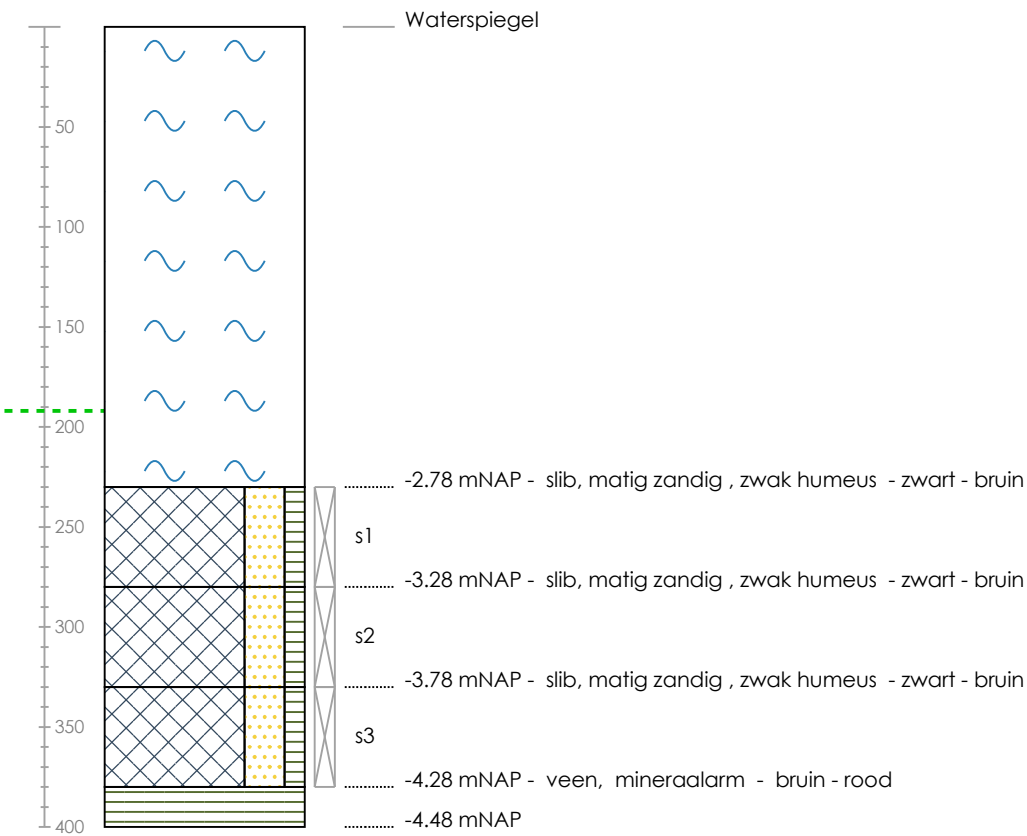 Waterspiegel
50
100
150
200
-2.78 mNAP - slib, matig zandig , zwak humeus - zwart - bruin
250
s1
-3.28 mNAP - slib, matig zandig , zwak humeus - zwart - bruin
300
s2
-3.78 mNAP - slib, matig zandig , zwak humeus - zwart - bruin
350
s3
-4.28 mNAP - veen, mineraalarm - bruin - rood
400
-4.48 mNAP